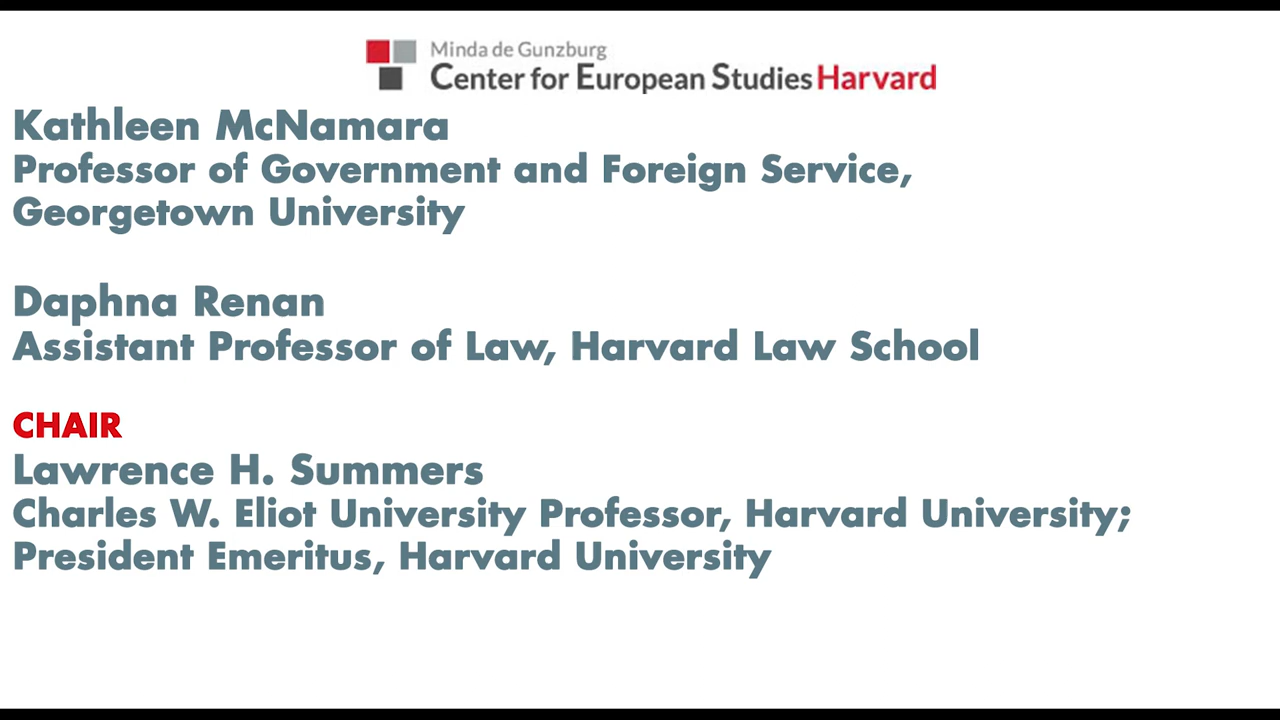 Minda de Gunzburg
Center for European Studies Harvard
Kathleen McNamara
Professor of Government and Foreign Service,
Georgetown University
Daphna Renan
Assistant Professor of Law, Harvard Law School
CHAIR
Lawrence H. Summers
Charles W. Eliot University Professor, Harvard University;
President Emeritus, Harvard University